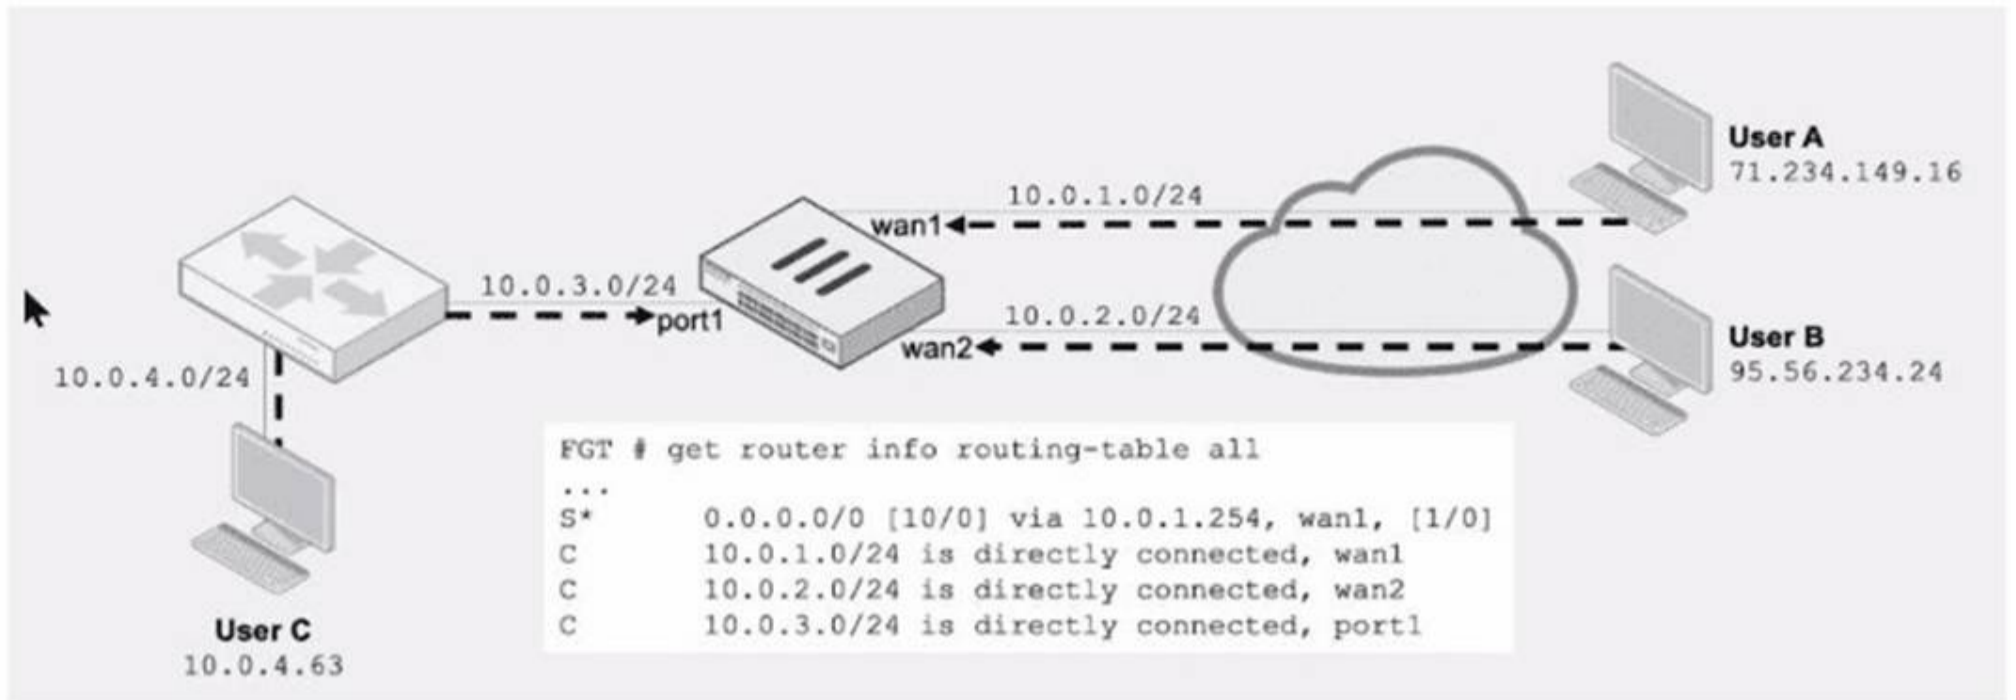 User A
71.234.149.16
10.0.1.0/24
wan1
10.0.3.0/24
port1
10.0.2.0/24
wan2
User B
95.56.234.24
10.0.4.0/24
User C
10.0.4.63
FGT # get router info routing-table all
...
S* 0.0.0.0/0 [10/0] via 10.0.1.254, wan1, [1/0]
C 10.0.1.0/24 is directly connected, wan1
C 10.0.2.0/24 is directly connected, wan2
C 10.0.3.0/24 is directly connected, port1